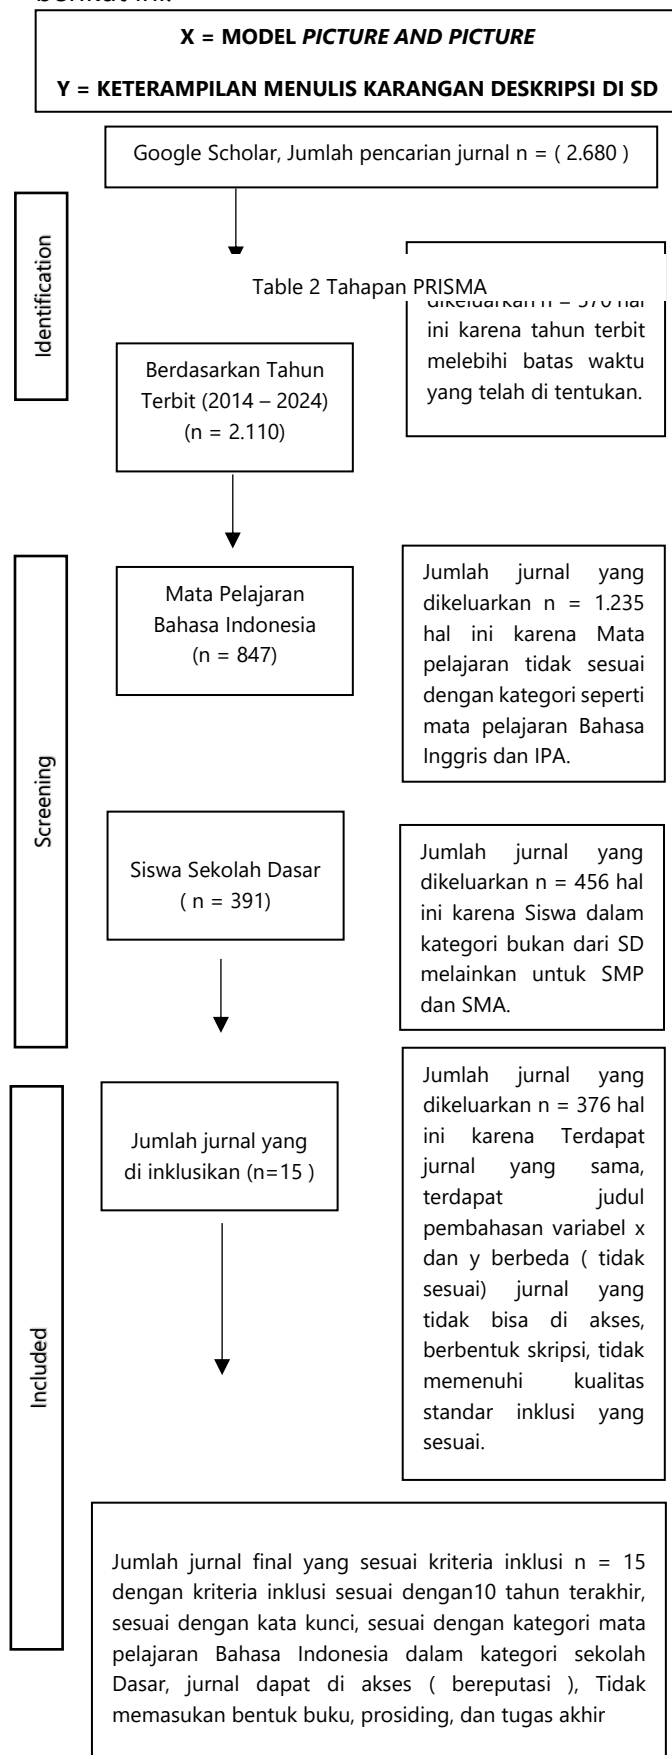 X = MODEL PICTURE AND PICTURE
Y = KETERAMPILAN MENULIS KARANGAN DESKRIPSI DI SD
Google Scholar, Jumlah pencarian jurnal n = ( 2.680 )
Identification
Table 2 Tahapan PRISMA
ini karena tahun terbit
melebihi batas waktu
yang telah di tentukan.
Berdasarkan Tahun
Terbit (2014 – 2024)
(n = 2.110)
Screening
Mata Pelajaran
Bahasa Indonesia
(n = 847)
Jumlah jurnal yang
dikeluarkan n = 1.235
hal ini karena Mata
pelajaran tidak sesuai
dengan kategori seperti
mata pelajaran Bahasa
Inggris dan IPA.
Siswa Sekolah Dasar
( n = 391)
Jumlah jurnal yang
dikeluarkan n = 456 hal
ini karena Siswa dalam
kategori bukan dari SD
melainkan untuk SMP
dan SMA.
Included
Jumlah jurnal yang
di inklusikan (n=15 )
Jumlah jurnal yang
dikeluarkan n = 376 hal
ini karena Terdapat
jurnal yang sama,
terdapat judul
pembahasan variabel x
dan y berbeda ( tidak
sesuai) jurnal yang
tidak bisa di akses,
berbentuk skripsi, tidak
memenuhi kualitas
standar inklusi yang
sesuai.
Jumlah jurnal final yang sesuai kriteria inklusi n = 15
dengan kriteria inklusi sesuai dengan10 tahun terakhir,
sesuai dengan kata kunci, sesuai dengan kategori mata
pelajaran Bahasa Indonesia dalam kategori sekolah
Dasar, jurnal dapat di akses ( bereputasi ), Tidak
memasukan bentuk buku, prosiding, dan tugas akhir